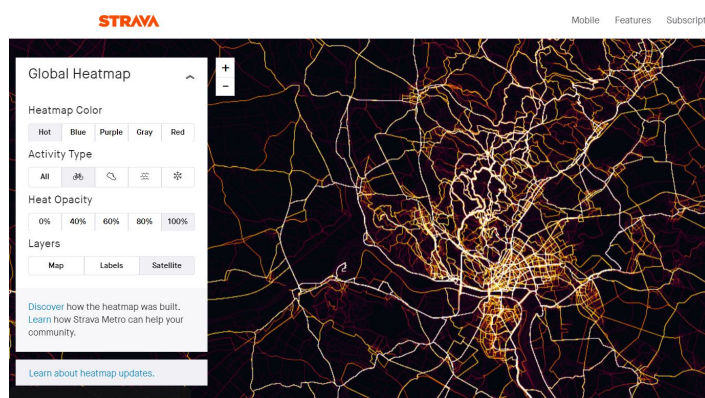 STRAVA
Mobile Features Subscript
Global Heatmap
+
-
Heatmap Color
Hot Blue Purple Gray Red
Activity Type
All
Heat Opacity
0% 40% 60% 80% 100%
Layers
Map Labels Satellite
Discover how the heatmap was built.
Learn how Strava Metro can help your
community.
Learn about heatmap updates.